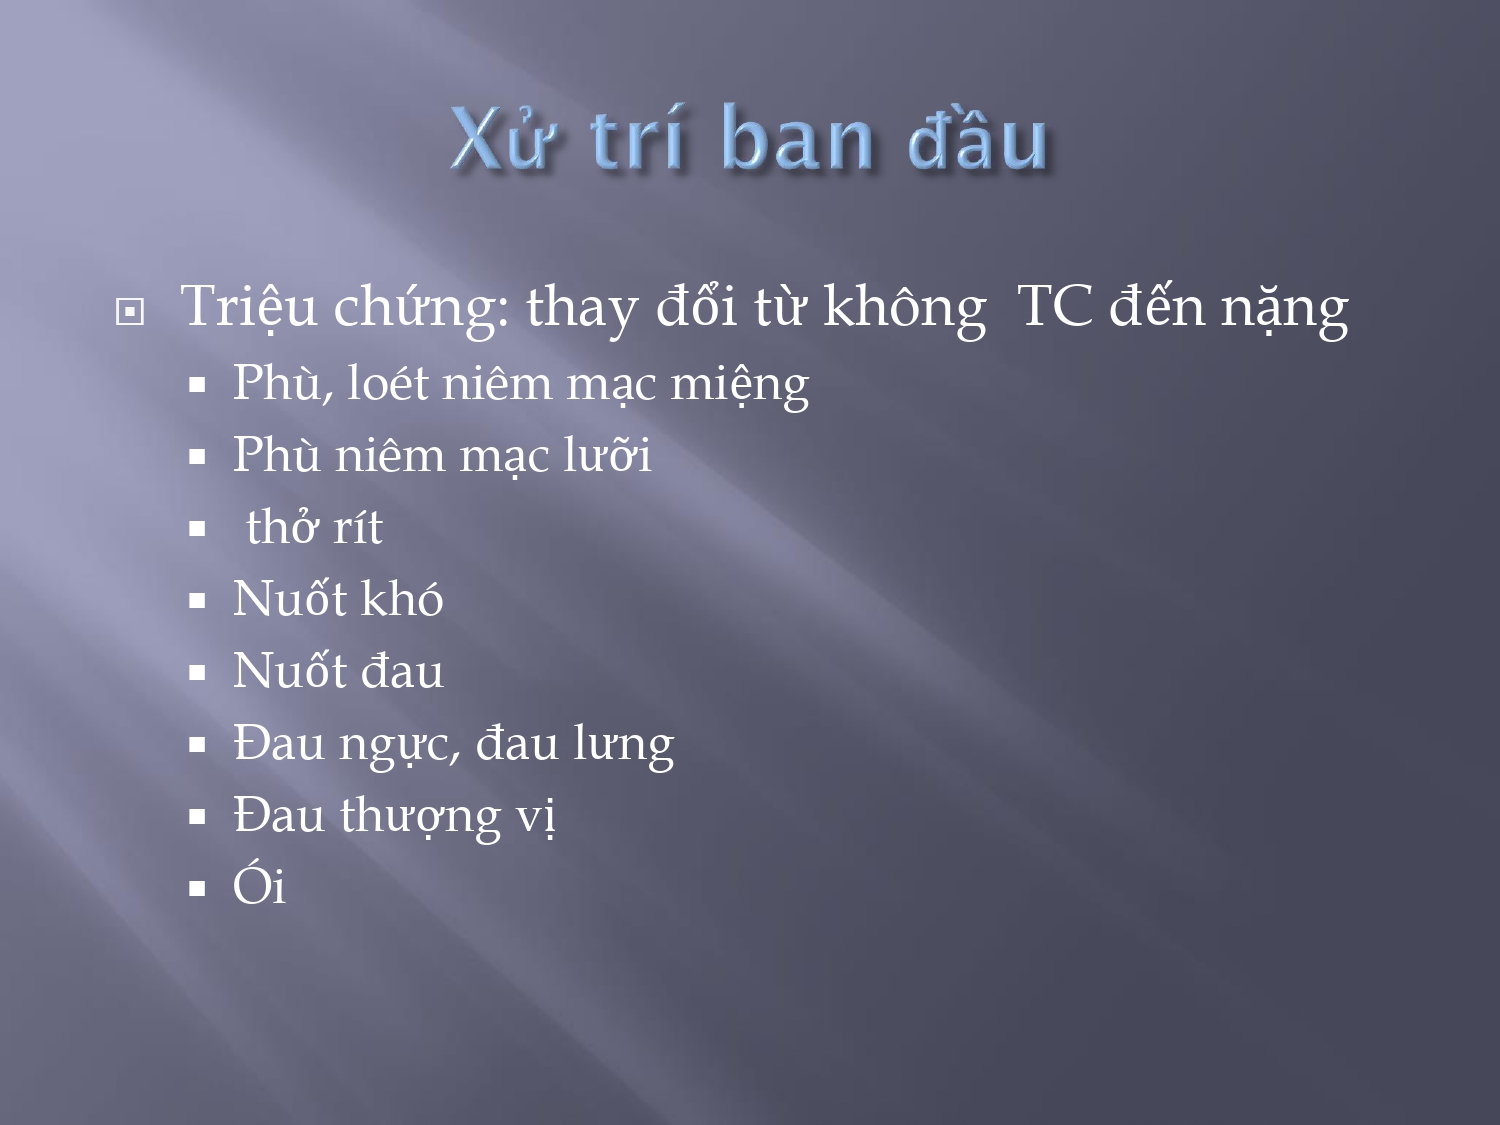 Xử trí ban đầu
Triệu chứng: thay đổi từ không TC đến nặng
Phù, loét niêm mạc miệng
Phù niêm mạc lưỡi
thở rít
Nuốt khó
Nuốt đau
Đau ngực, đau lưng
Đau thượng vị
Ói